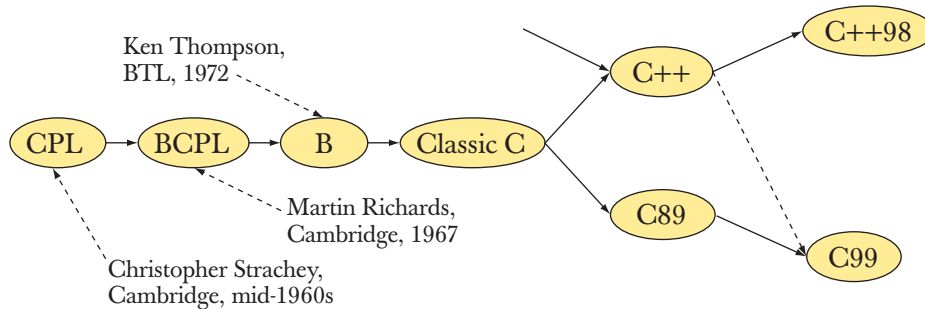 Ken Thompson,
BTL, 1972
C++98
C++
CPL
BCPL
B
Classic C
Martin Richards,
Cambridge, 1967
C89
C99
Christopher Strachey,
Cambridge, mid-1960s